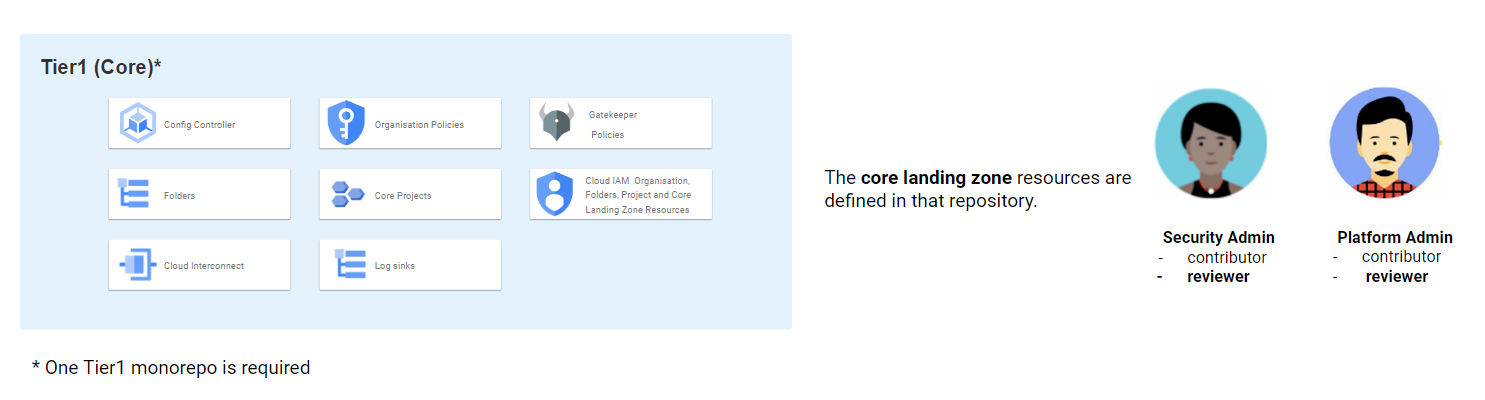 Tier1 (Core)*
Config Controller
Organisation Policies
Gatekeeper
Policies
Folders
Core Projects
Cloud IAM Organisation,
Folders, Project and Core
Landing Zone Resources
Cloud Interconnect
Log sinks
* One Tier1 monorepo is required
The core landing zone resources are
defined in that repository.
Security Admin
- contributor
- reviewer
Platform Admin
- contributor
- reviewer